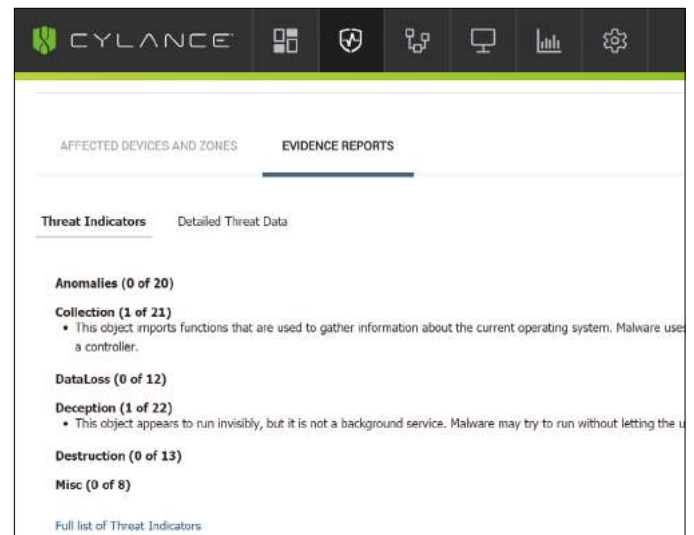 CYLANCE
AFFECTED DEVICES AND ZONES EVIDENCE REPORTS
Threat Indicators Detailed Threat Data
Anomalies (0 of 20)
Collection (1 of 21)
• This object imports functions that are used to gather information about the current operating system. Malware uses
a controller.
DataLoss (0 of 12)
Deception (1 of 22)
• This object appears to run invisibly, but it is not a background service. Malware may try to run without letting the u
Destruction (0 of 13)
Misc (0 of 8)
Full list of Threat Indicators